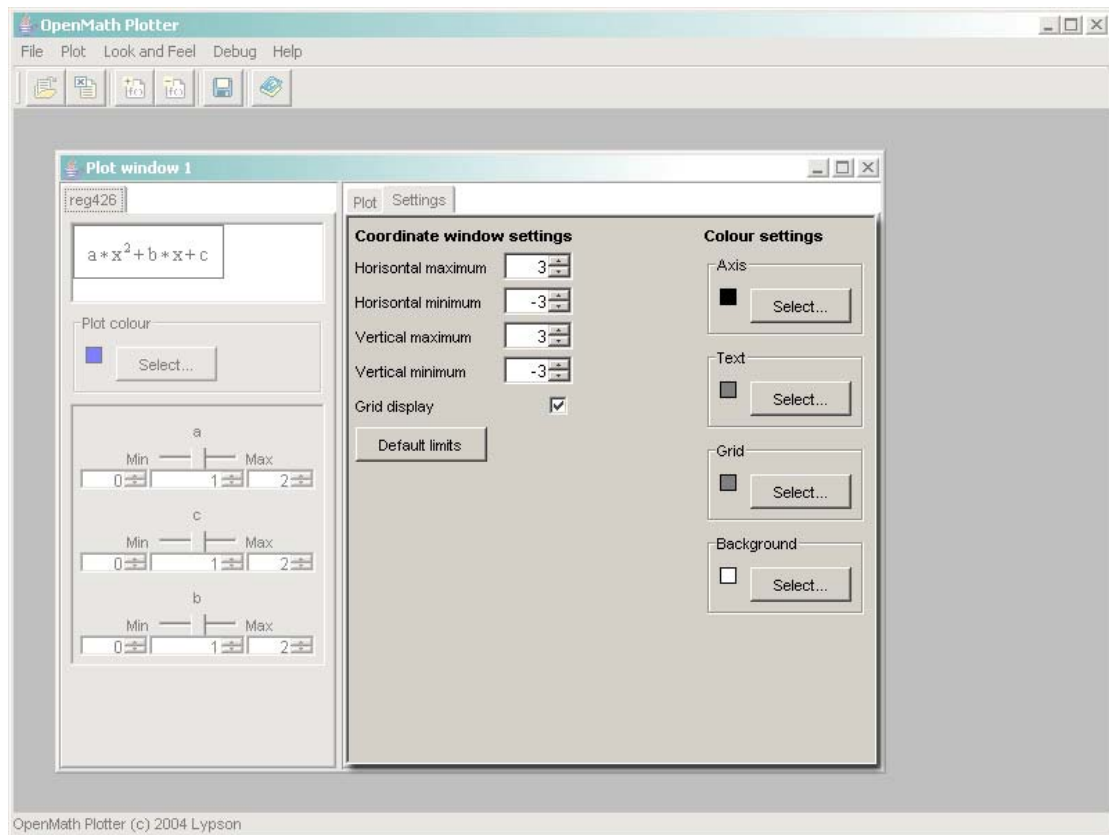 OpenMath Plotter
File Plot Look and Feel Debug Help
Plot window 1
reg426
a*x²+b*x+c
Plot colour
Select...
a
Min Max
0 1 2
c
Min Max
0 1 2
b
Min Max
0 1 2
Plot Settings
Coordinate window settings
Horisontal maximum 3
Horisontal minimum -3
Vertical maximum 3
Vertical minimum -3
Grid display
Default limits
Colour settings
Axis
Select...
Text
Select...
Grid
Select...
Background
Select...
OpenMath Plotter (c) 2004 Lypson